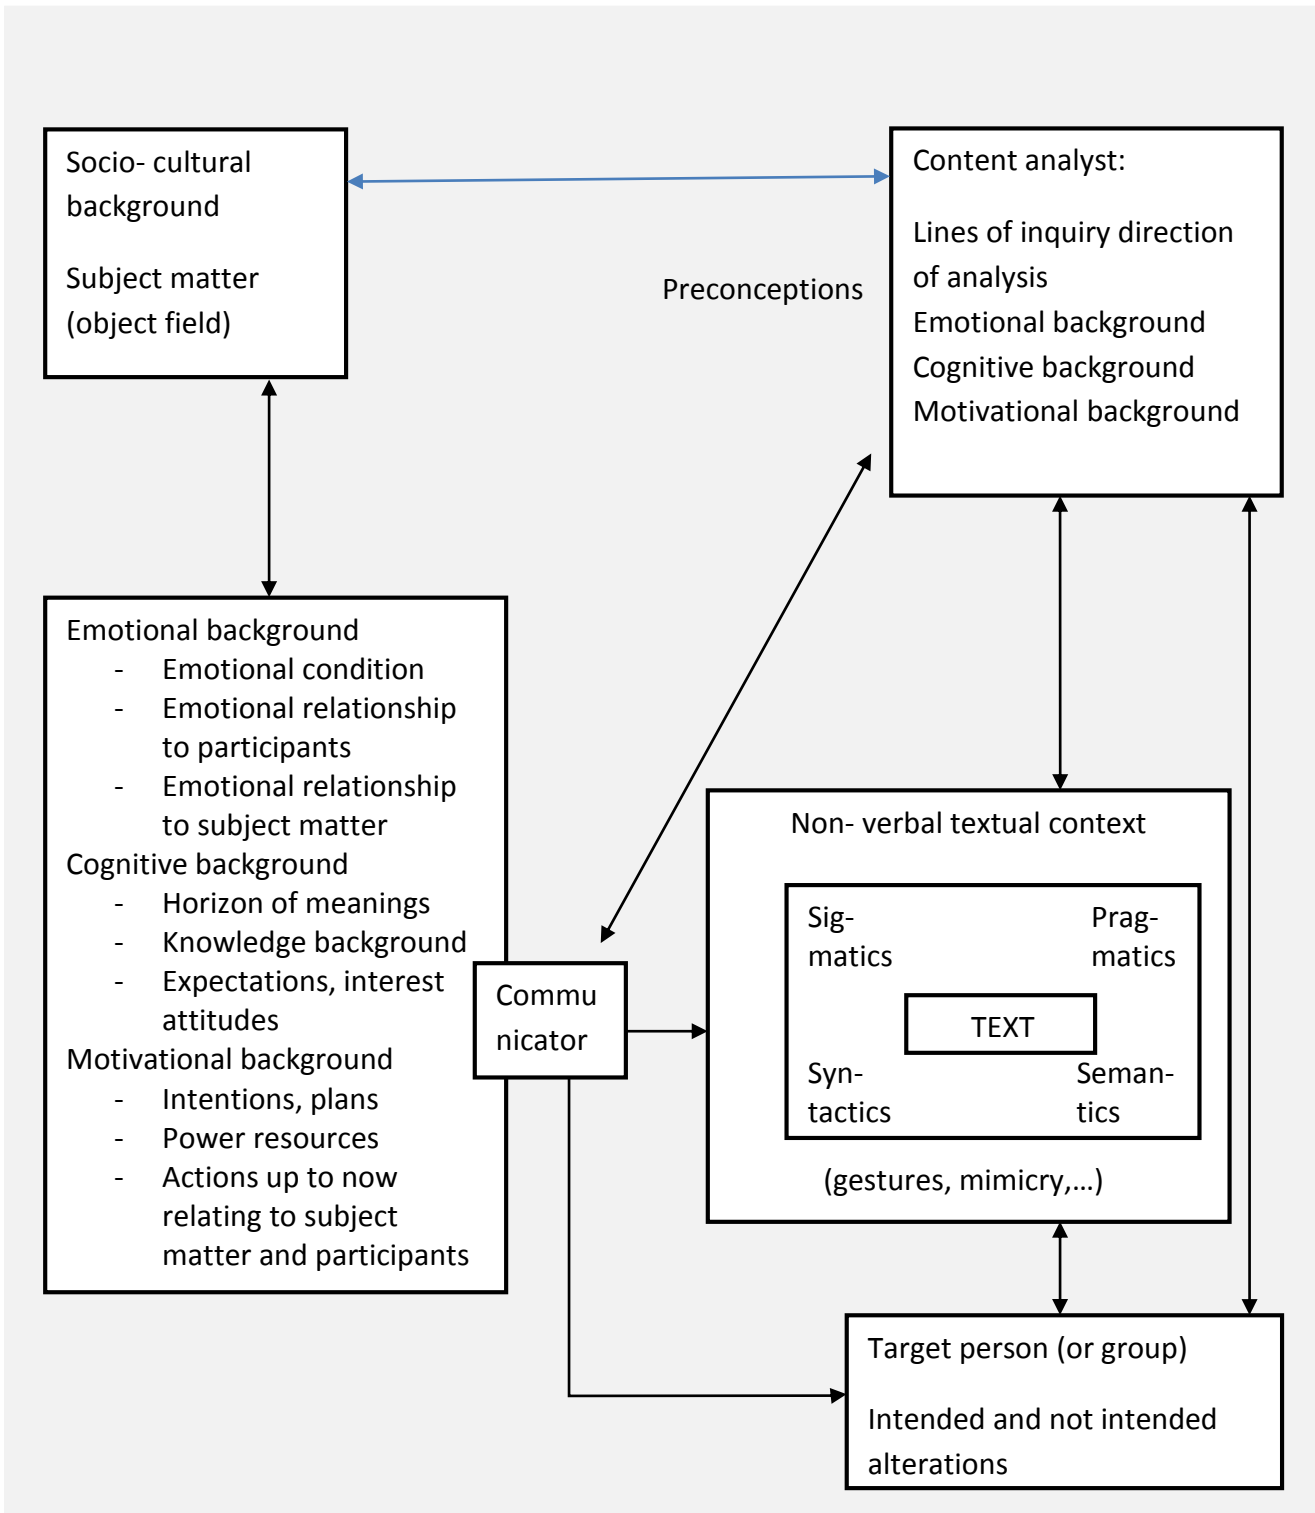 Socio- cultural
background
Subject matter
(object field)
Content analyst:
Lines of inquiry direction
of analysis
Emotional background
Cognitive background
Motivational background
Preconceptions
Emotional background
- Emotional condition
- Emotional relationship
to participants
- Emotional relationship
to subject matter
Cognitive background
- Horizon of meanings
- Knowledge background
- Expectations, interest
attitudes
Motivational background
- Intentions, plans
- Power resources
- Actions up to now
relating to subject
matter and participants
Commu
nicator
Non- verbal textual context
Sig-
matics
Prag-
matics
TEXT
Syn-
tactics
Seman-
tics
(gestures, mimicry,...)
Target person (or group)
Intended and not intended
alterations